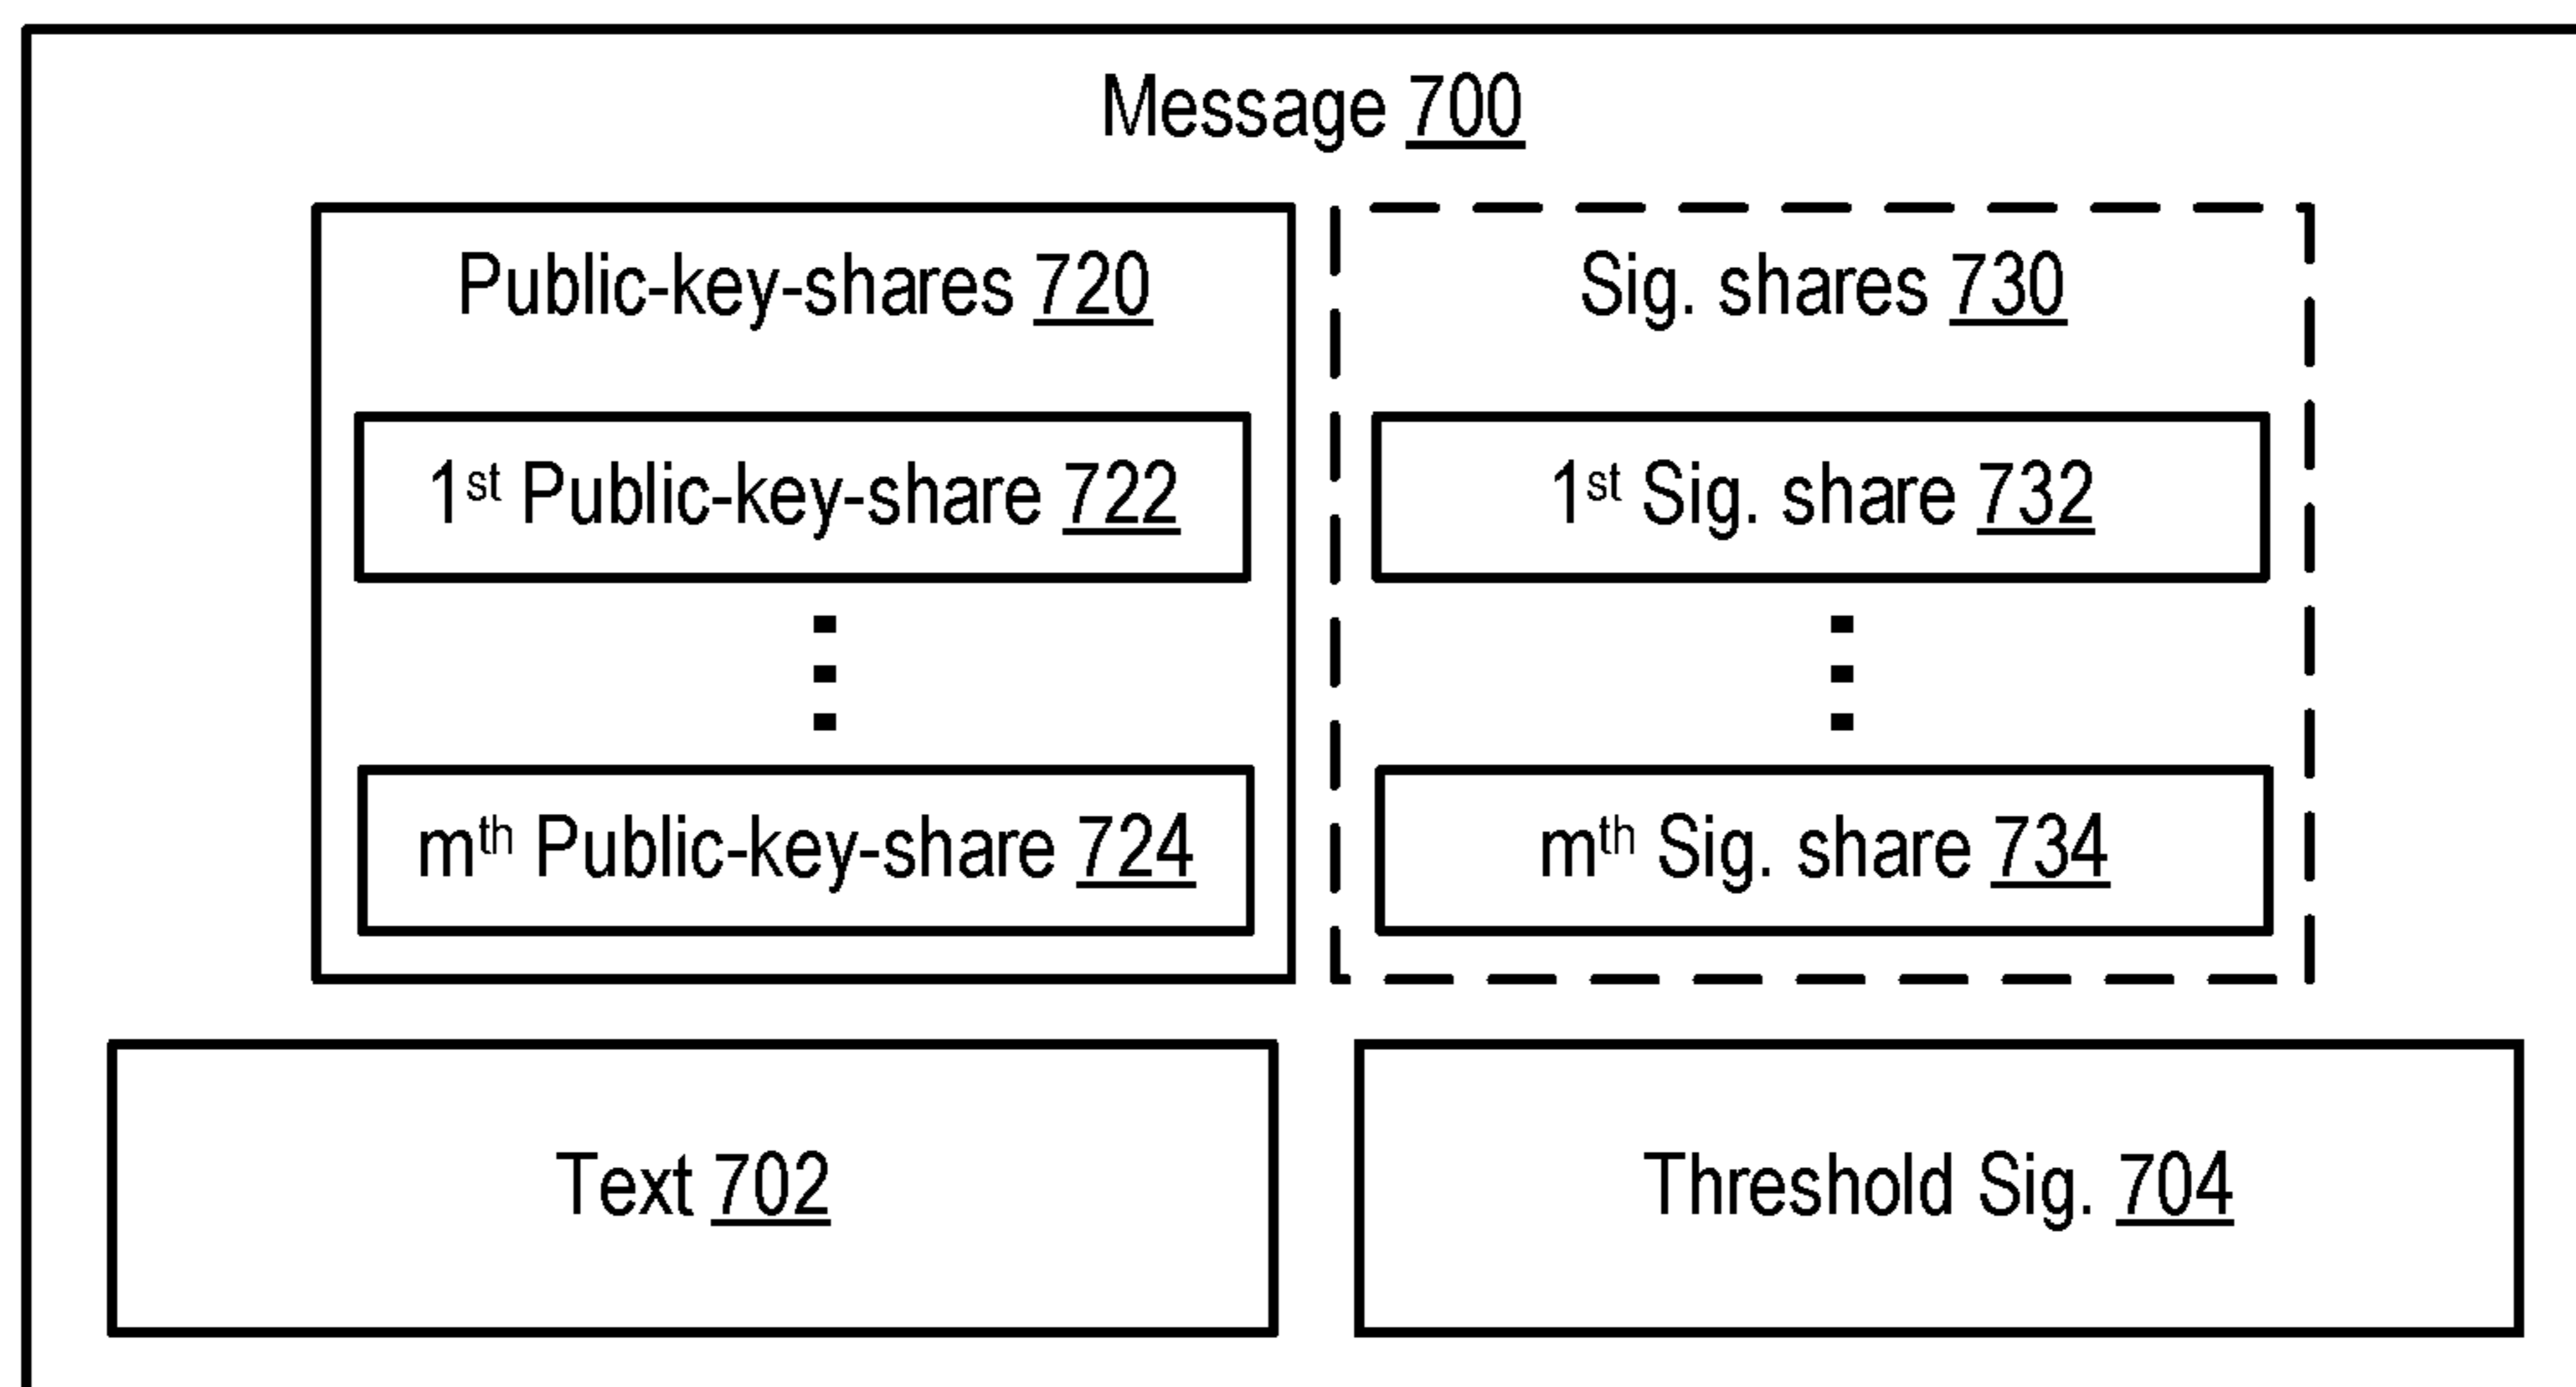 Message 700
Public-key-shares 720
Sig. shares 730
1st Public-key-share 722
1st Sig. share 732
mth Public-key-share 724
mth Sig. share 734
Text 702
Threshold Sig. 704